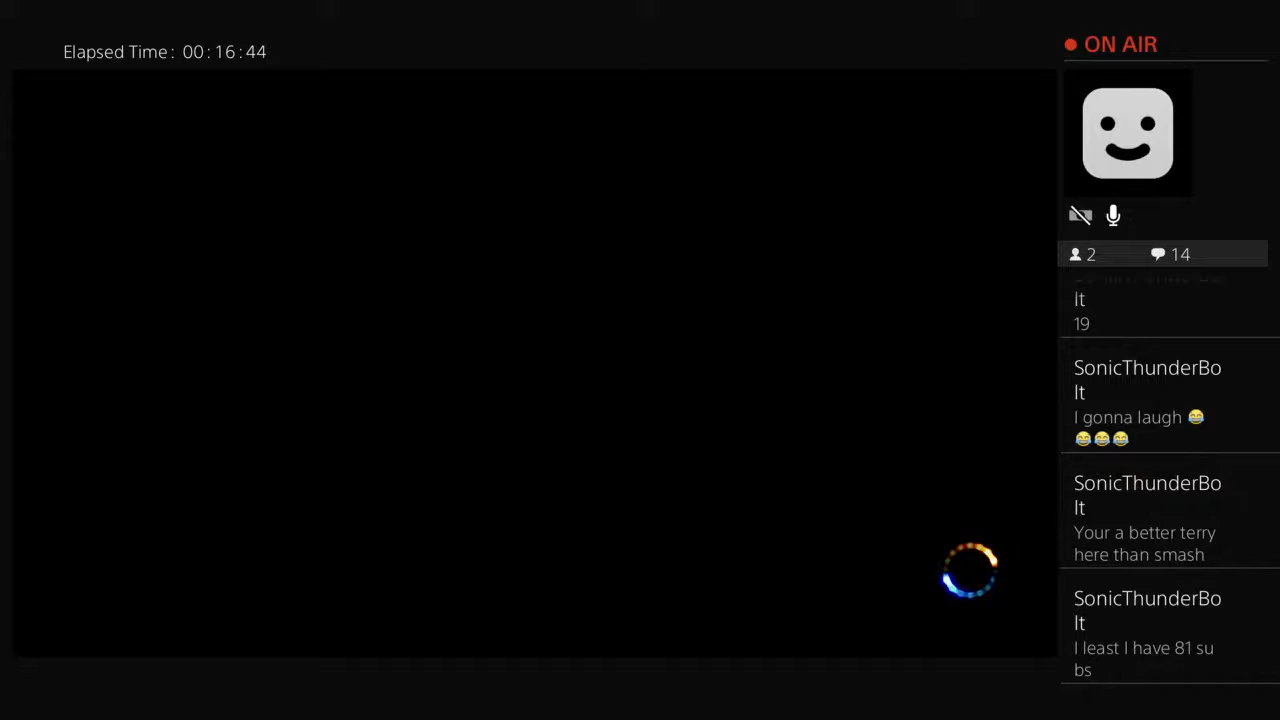 Elapsed Time: 00:16:44
ON AIR
2 14
lt
19
SonicThunderBo
lt
I gonna laugh 😂
😂😂😂
SonicThunderBo
lt
Your a better terry
here than smash
SonicThunderBo
lt
I least I have 81 su
bs